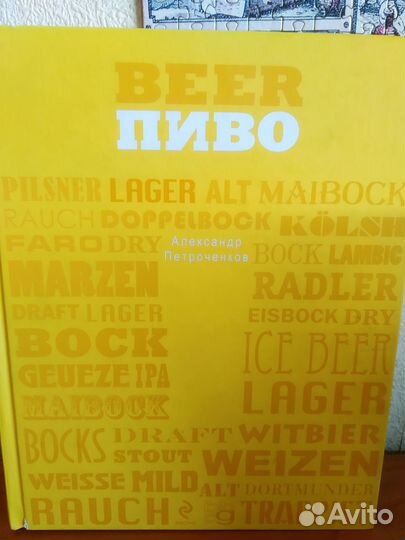 BEER
ПИВО
PILSNER LAGER ALT MAIBOCK
RAUCH DOPPELBOCK KÖLSH
FARO DRY
Александр
Петроченков
BOCK LAMBIC
MARZEN
RADLER
DRAFT LAGER
EISBOCK DRY
BOCK
ICE BEER
GEUEZE IPA
LAGER
MAIBOCK
BOCKS DRAFT WITBIER
STOUT WEIZEN
WEISSE MILD ALT DORTMUNDER
RAUCH
Avito